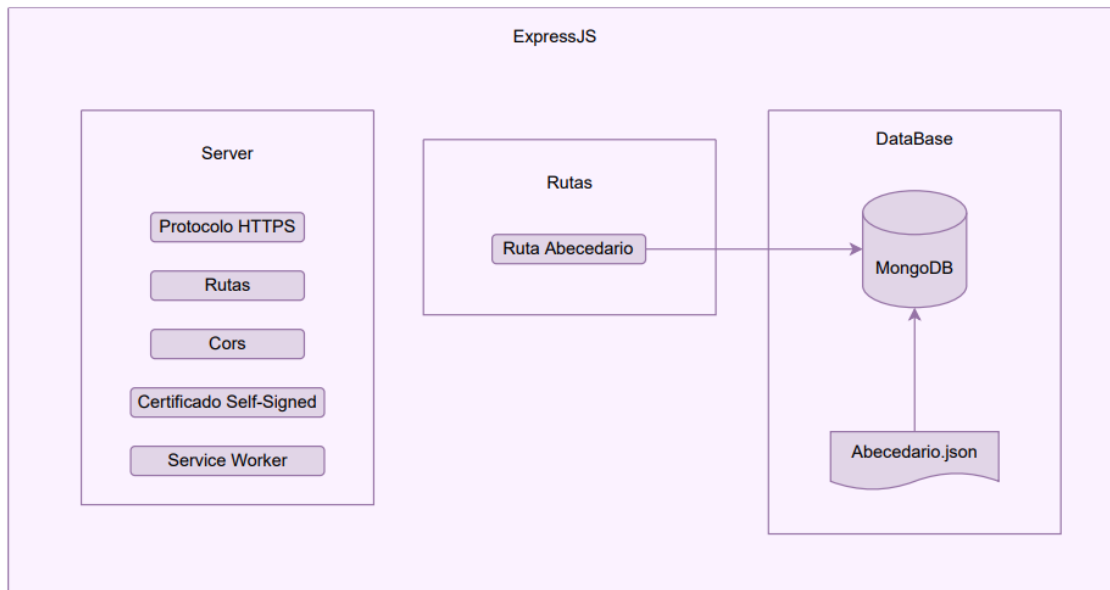 ExpressJS
Server
Protocolo HTTPS
Rutas
Cors
Certificado Self-Signed
Service Worker
Rutas
Ruta Abecedario
DataBase
MongoDB
Abecedario.json